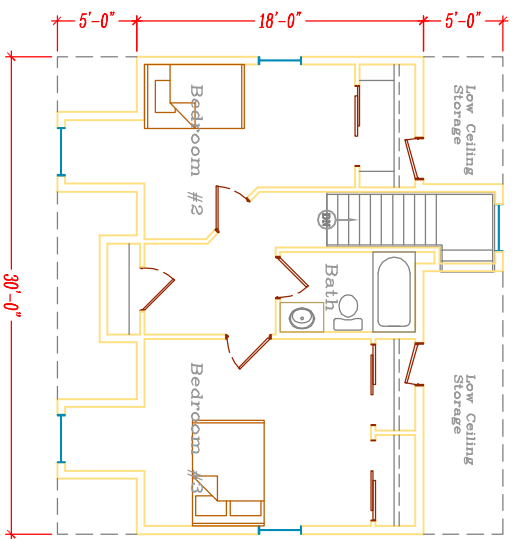 5'-0"
18'-0"
5'-0"
30'-0"
Bedroom #2
Low Ceiling
Storage
DN
Bath
Bedroom #3
Low Ceiling
Storage